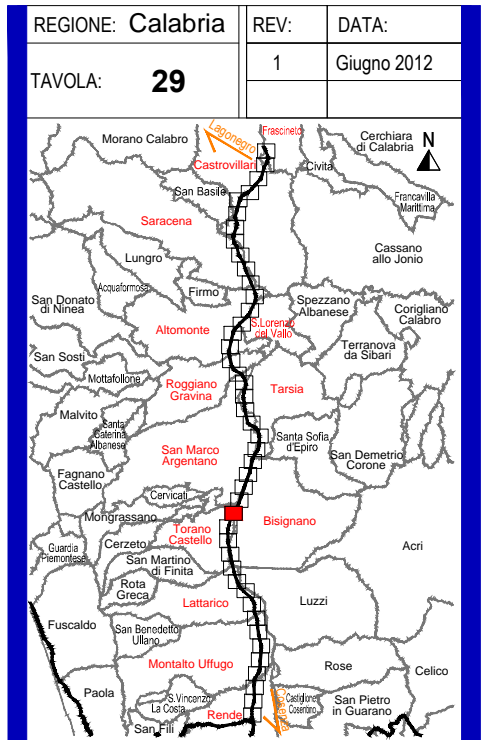 REGIONE: Calabria
REV:
DATA:
TAVOLA: 29
1
Giugno 2012
Lagonegro
Frascineto
Morano Calabro
Cerchiara
di Calabria
N
Castrovillari
Civita
San Basile
Francavilla
Marittima
Saracena
Cassano
allo Jonio
Lungro
Acquaformosa
Firmo
San Donato
di Ninea
Spezzano
Albanese
Corigliano
Calabro
Altomonte
S.Lorenzo
del Vallo
Terranova
da Sibari
San Sosti
Mottafollone
Roggiano
Gravina
Tarsia
Malvito
Santa
Caterina
Albanese
Santa Sofia
d'Epiro
San Marco
Argentano
San Demetrio
Corone
Fagnano
Castello
Cervicati
Mongrassano
Torano
Castello
Bisignano
Guardia
Piemontese
Cerzeto
Acri
San Martino
di Finita
Rota
Greca
Lattarico
Luzzi
Fuscaldo
San Benedetto
Ullano
Montalto Uffugo
Rose
Celico
Paola
S.Vincenzo
La Costa
Cosenza
Castiglione
Cosentino
San Pietro
in Guarano
Rende
San Fili